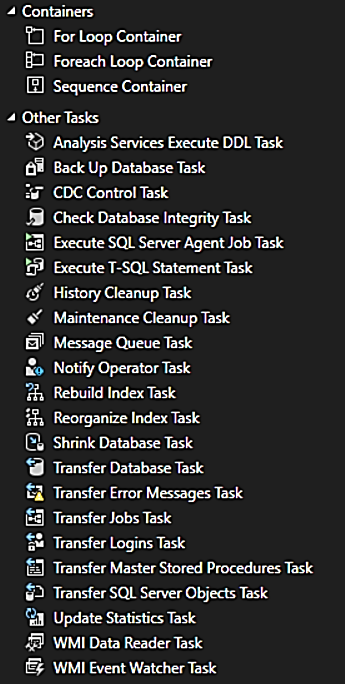 Containers
For Loop Container
Foreach Loop Container
Sequence Container
Other Tasks
Analysis Services Execute DDL Task
Back Up Database Task
CDC Control Task
Check Database Integrity Task
Execute SQL Server Agent Job Task
Execute T-SQL Statement Task
History Cleanup Task
Maintenance Cleanup Task
Message Queue Task
Notify Operator Task
Rebuild Index Task
Reorganize Index Task
Shrink Database Task
Transfer Database Task
Transfer Error Messages Task
Transfer Jobs Task
Transfer Logins Task
Transfer Master Stored Procedures Task
Transfer SQL Server Objects Task
Update Statistics Task
WMI Data Reader Task
WMI Event Watcher Task